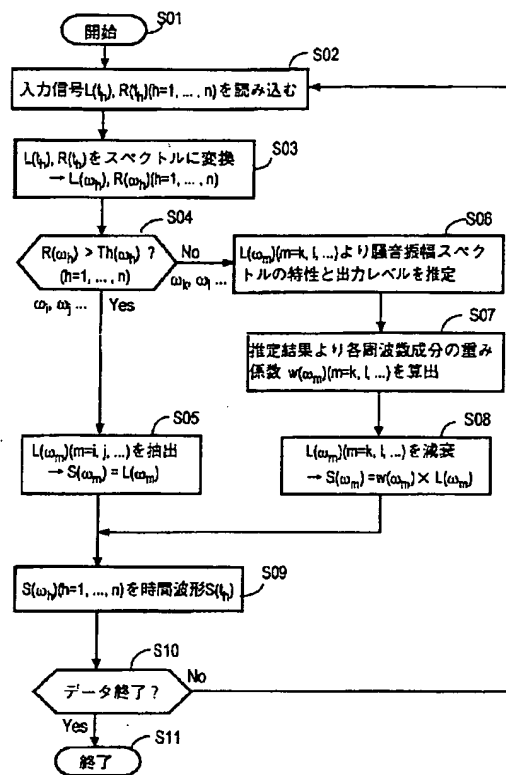 S01
開始
S02
入力信号L(tₕ), R(tₕ)(h=1, ... , n)を読み込む
S03
L(tₕ), R(tₕ)をスペクトルに変換
→ L(ωₕ), R(ωₕ)(h=1, ... , n)
S04
R(ωₕ) > Th(ωₕ) ?
(h=1, ... , n)
No
ωₖ, ωₗ ...
ωᵢ, ωⱼ ...
Yes
S06
L(ωₘ)(m=k, l, ...)より騒音振幅スペク
トルの特性と出力レベルを推定
S07
推定結果より各周波数成分の重み
係数 w(ωₘ)(m=k, l, ...)を算出
S05
L(ωₘ)(m=i, j, ...)を抽出
→ S(ωₘ) = L(ωₘ)
S08
L(ωₘ)(m=k, l, ...)を減衰
→ S(ωₘ) =w(ωₘ) × L(ωₘ)
S09
S(ωₕ)(h=1, ..., n)を時間波形S(tₕ)
S10
データ終了 ?
No
Yes
S11
終了